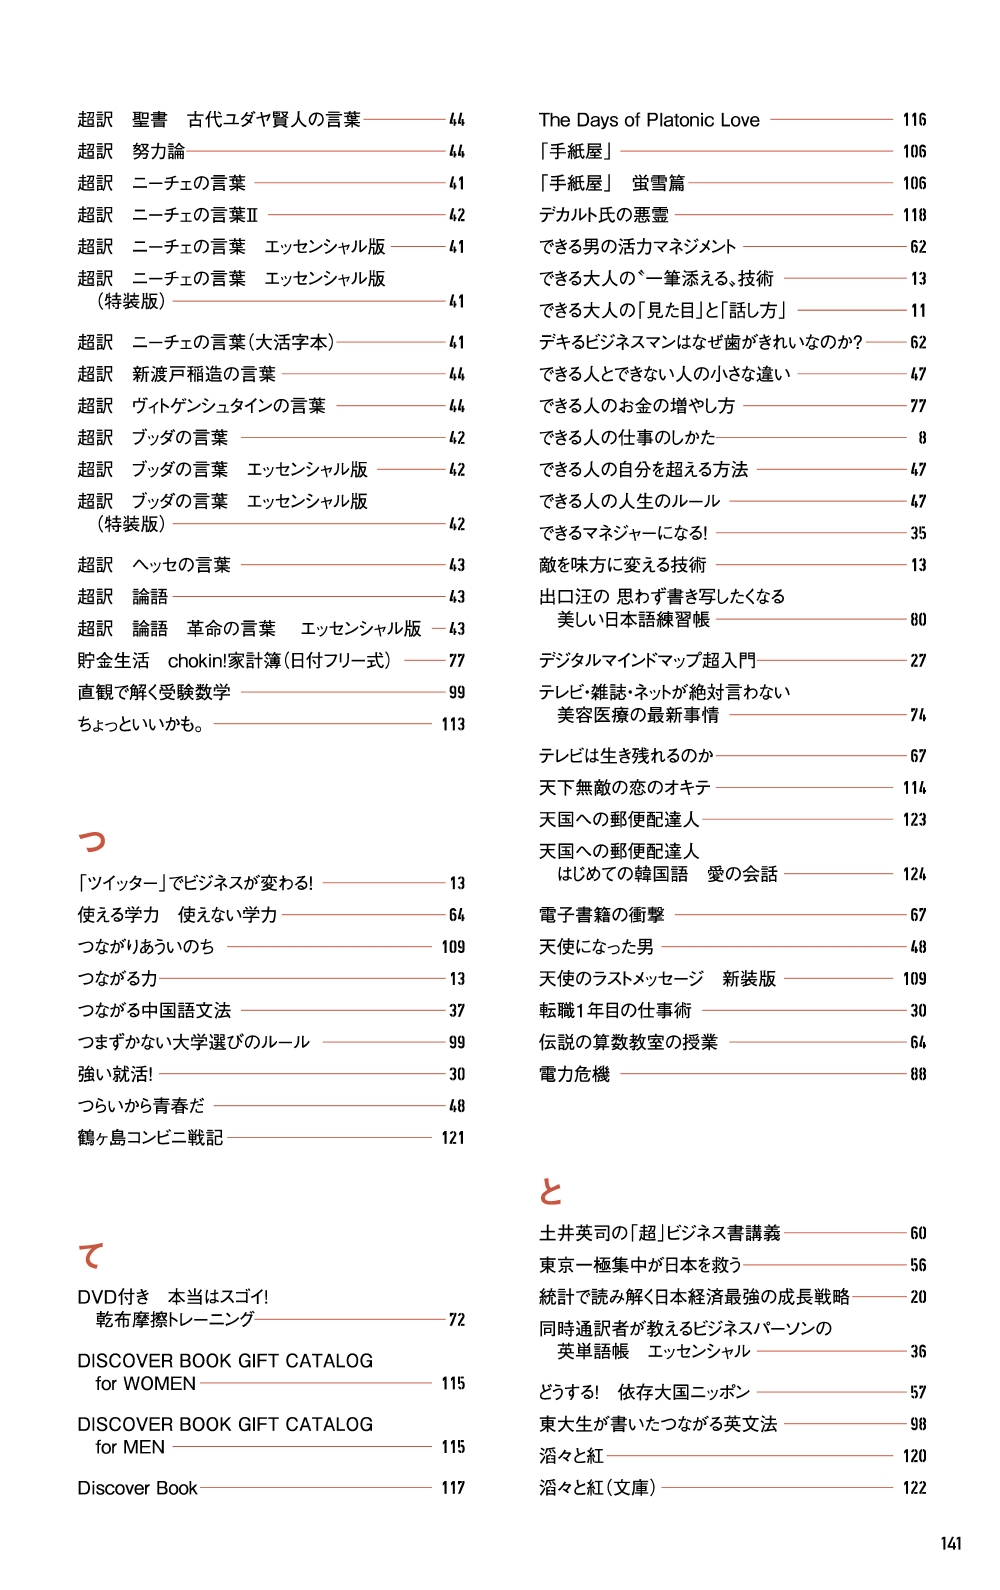 超訳　聖書　古代ユダヤ賢人の言葉 44
超訳　努力論 44
超訳　ニーチェの言葉 41
超訳　ニーチェの言葉Ⅱ 42
超訳　ニーチェの言葉　エッセンシャル版 41
超訳　ニーチェの言葉　エッセンシャル版
（特装版） 41
超訳　ニーチェの言葉（大活字本） 41
超訳　新渡戸稲造の言葉 44
超訳　ヴィトゲンシュタインの言葉 44
超訳　ブッダの言葉 42
超訳　ブッダの言葉　エッセンシャル版 42
超訳　ブッダの言葉　エッセンシャル版
（特装版） 42
超訳　ヘッセの言葉 43
超訳　論語 43
超訳　論語　革命の言葉　エッセンシャル版 43
貯金生活　chokin!家計簿（日付フリー式） 77
直観で解く受験数学 99
ちょっといいかも。 113
つ
「ツイッター」でビジネスが変わる! 13
使える学力　使えない学力 64
つながりあういのち 109
つながる力 13
つながる中国語文法 37
つまずかない大学選びのルール 99
強い就活! 30
つらいから青春だ 48
鶴ヶ島コンビニ戦記 121
て
DVD付き　本当はスゴイ!
乾布摩擦トレーニング 72
DISCOVER BOOK GIFT CATALOG
for WOMEN 115
DISCOVER BOOK GIFT CATALOG
for MEN 115
Discover Book 117
The Days of Platonic Love 116
「手紙屋」 106
「手紙屋」　蛍雪篇 106
デカルト氏の悪霊 118
できる男の活力マネジメント 62
できる大人の〝一筆添える〟技術 13
できる大人の「見た目」と「話し方」 11
デキるビジネスマンはなぜ歯がきれいなのか? 62
できる人とできない人の小さな違い 47
できる人のお金の増やし方 77
できる人の仕事のしかた 8
できる人の自分を超える方法 47
できる人の人生のルール 47
できるマネジャーになる! 35
敵を味方に変える技術 13
出口汪の 思わず書き写したくなる
美しい日本語練習帳 80
デジタルマインドマップ超入門 27
テレビ・雑誌・ネットが絶対言わない
美容医療の最新事情 74
テレビは生き残れるのか 67
天下無敵の恋のオキテ 114
天国への郵便配達人 123
天国への郵便配達人
はじめての韓国語　愛の会話 124
電子書籍の衝撃 67
天使になった男 48
天使のラストメッセージ　新装版 109
転職1年目の仕事術 30
伝説の算数教室の授業 64
電力危機 88
と
土井英司の「超」ビジネス書講義 60
東京一極集中が日本を救う 56
統計で読み解く日本経済最強の成長戦略 20
同時通訳者が教えるビジネスパーソンの
英単語帳　エッセンシャル 36
どうする!　依存大国ニッポン 57
東大生が書いたつながる英文法 98
滔々と紅 120
滔々と紅（文庫） 122
141